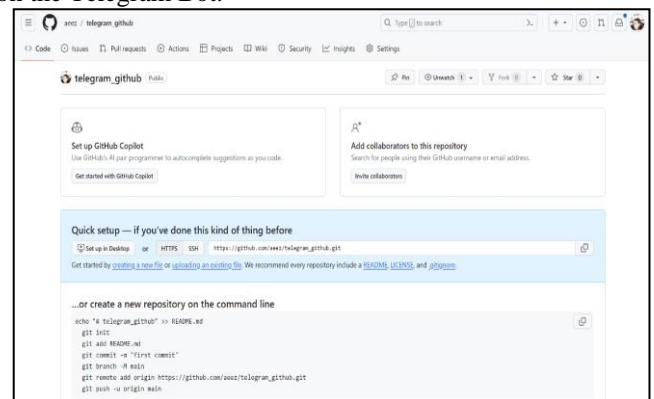 on the Telegram Bot.
aeez / telegram_github
Type / to search
Code Issues Pull requests Actions Projects Wiki Security Insights Settings
telegram_github Public
Pin Unwatch 1 Fork 0 Star 0
Set up GitHub Copilot
Use GitHub's AI pair programmer to autocomplete suggestions as you code.
Get started with GitHub Copilot
Add collaborators to this repository
Search for people using their GitHub username or email address.
Invite collaborators
Quick setup — if you've done this kind of thing before
Set up in Desktop or HTTPS SSH https://github.com/aeez/telegram_github.git
Get started by creating a new file or uploading an existing file. We recommend every repository include a README, LICENSE, and .gitignore.
...or create a new repository on the command line
echo "# telegram_github" >> README.md
git init
git add README.md
git commit -m "first commit"
git branch -M main
git remote add origin https://github.com/aeez/telegram_github.git
git push -u origin main